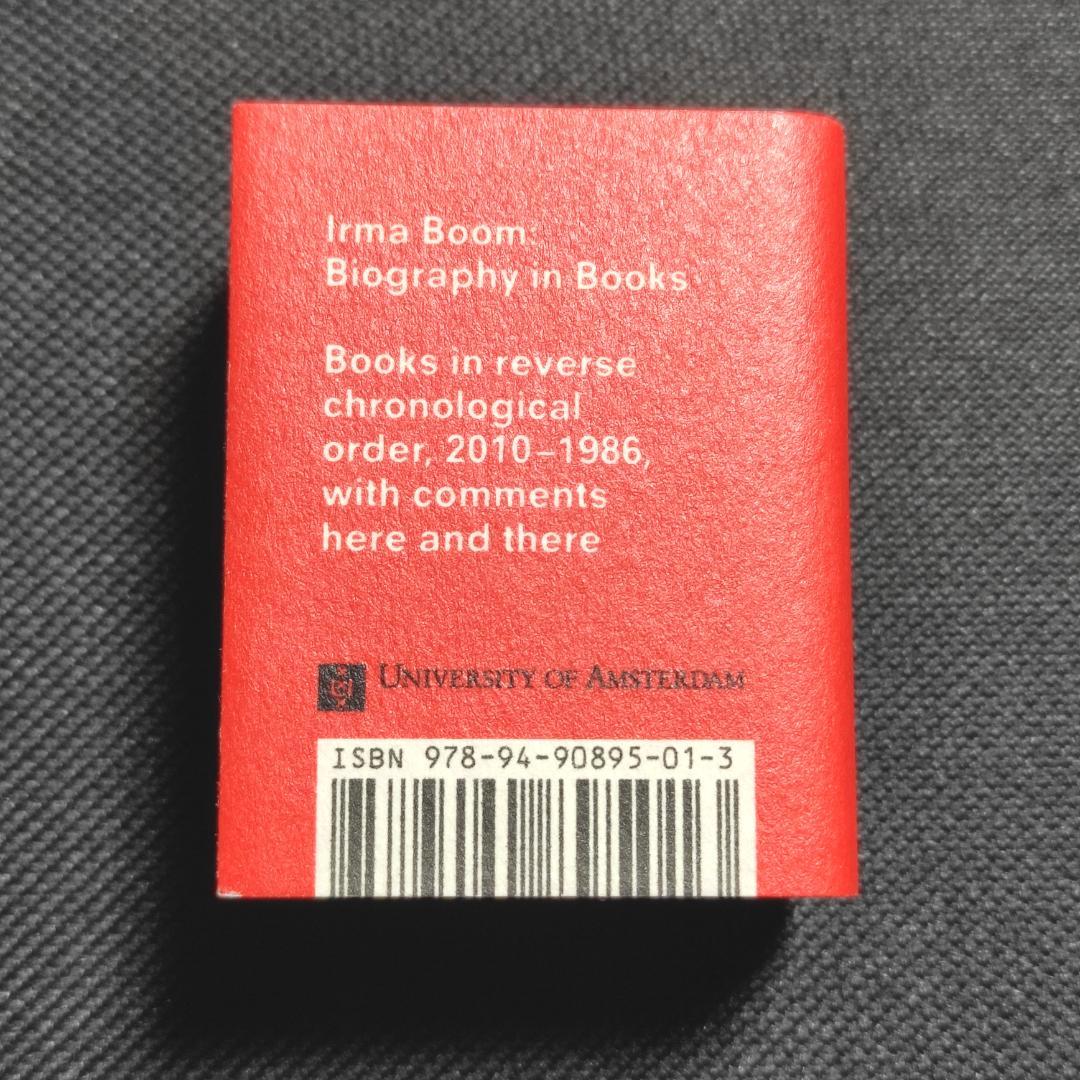 Irma Boom:
Biography in Books
Books in reverse
chronological
order, 2010–1986,
with comments
here and there
UNIVERSITY OF AMSTERDAM
ISBN 978-94-90895-01-3